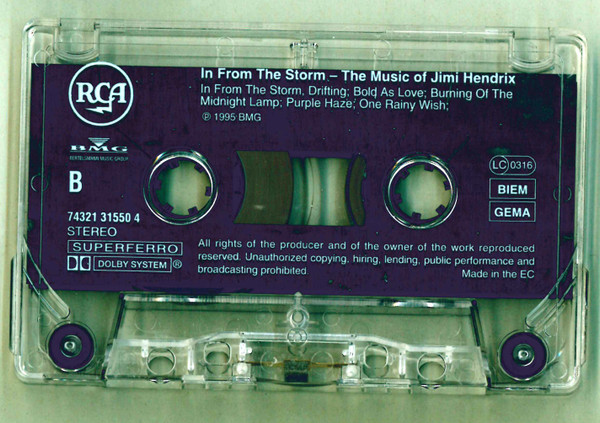 RCA
In From The Storm – The Music of Jimi Hendrix
In From The Storm, Drifting; Bold As Love; Burning Of The
Midnight Lamp; Purple Haze; One Rainy Wish;
℗ 1995 BMG
BMG
BERTELSMANN MUSIC GROUP
B
LC 0316
BIEM
GEMA
74321 31550 4
STEREO
SUPERFERRO
DOLBY SYSTEM ®
All rights of the producer and of the owner of the work reproduced
reserved. Unauthorized copying, hiring, lending, public performance and
broadcasting prohibited.
Made in the EC